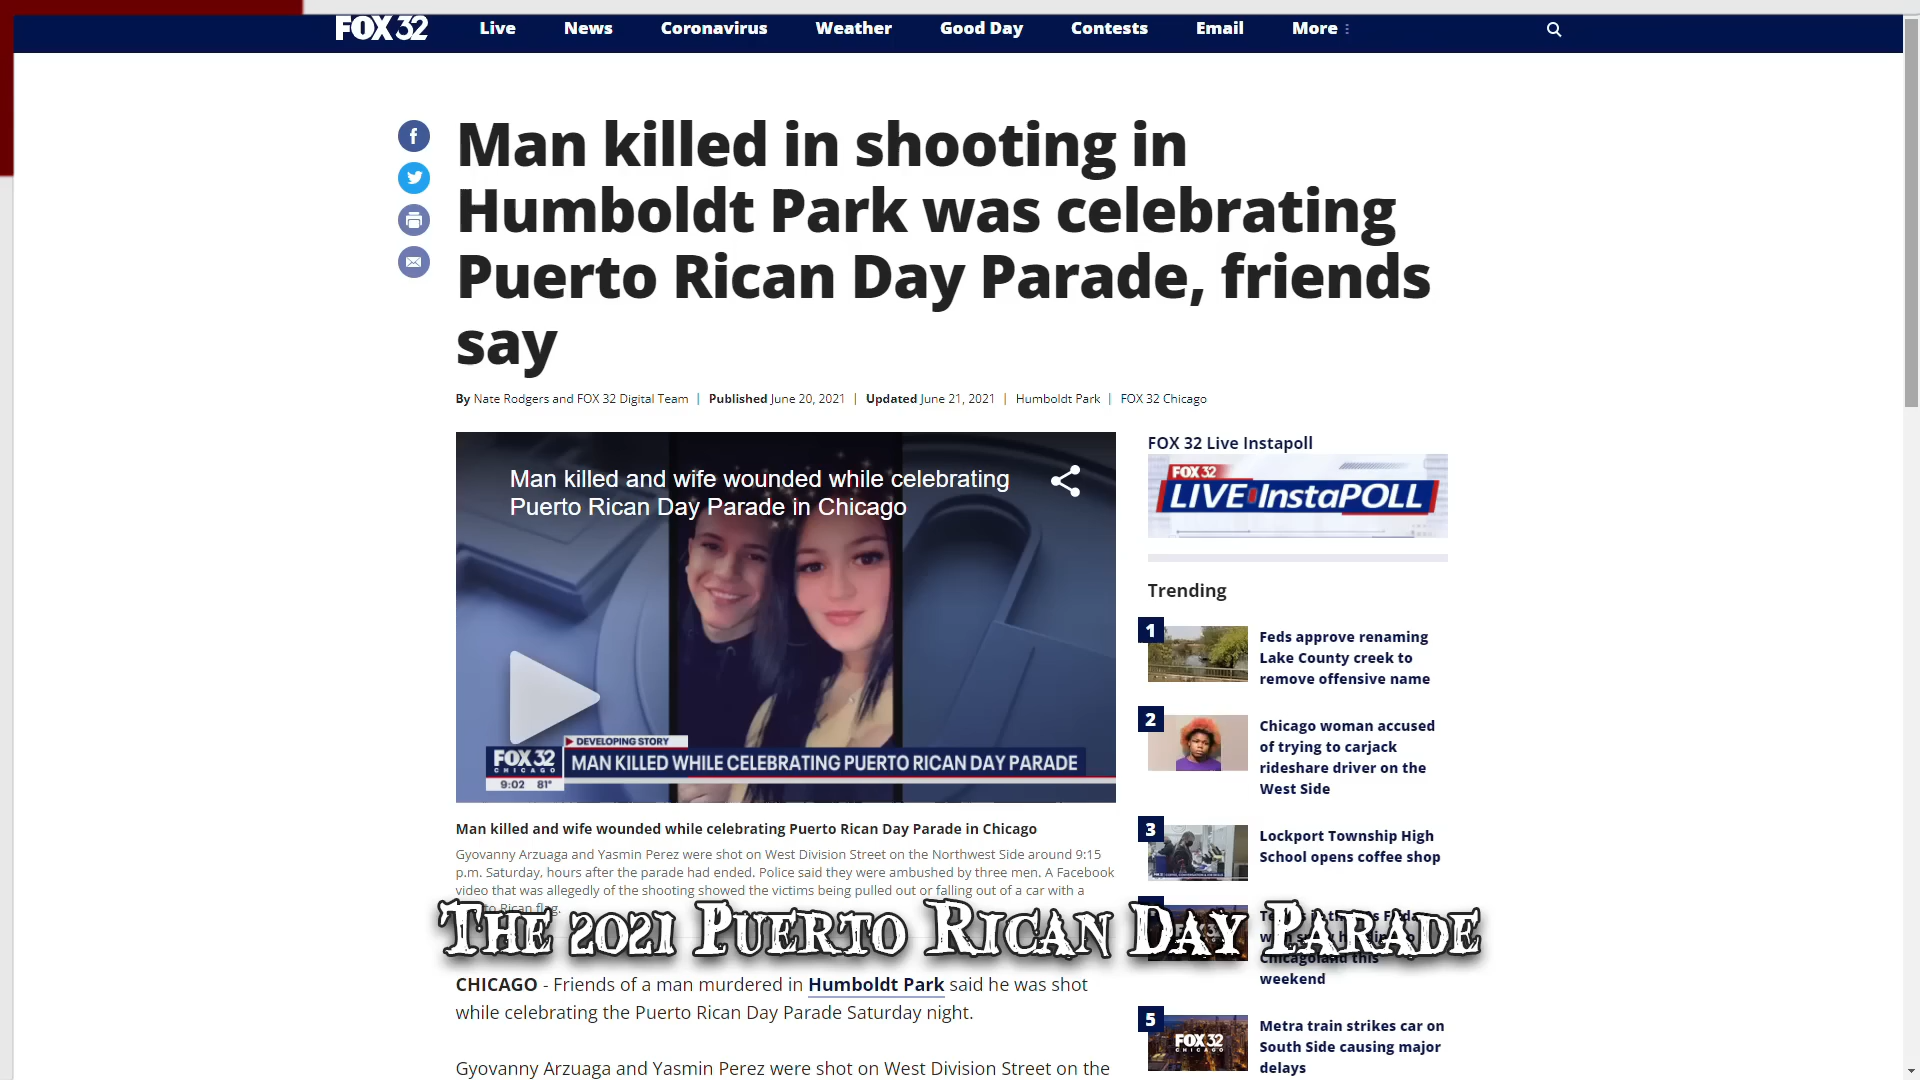 FOX 32 Live News Coronavirus Weather Good Day Contests Email More
Man killed in shooting in
Humboldt Park was celebrating
Puerto Rican Day Parade, friends
say
By Nate Rodgers and FOX 32 Digital Team | Published June 20, 2021 | Updated June 21, 2021 | Humboldt Park | FOX 32 Chicago
Man killed and wife wounded while celebrating
Puerto Rican Day Parade in Chicago
DEVELOPING STORY
FOX 32
CHICAGO
MAN KILLED WHILE CELEBRATING PUERTO RICAN DAY PARADE
9:02 81°
Man killed and wife wounded while celebrating Puerto Rican Day Parade in Chicago
Gyovanny Arzuaga and Yasmin Perez were shot on West Division Street on the Northwest Side around 9:15
p.m. Saturday, hours after the parade had ended. Police said they were ambushed by three men. A Facebook
video that was allegedly of the shooting showed the victims being pulled out or falling out of a car with a
Rican flag.
The 2021 Puerto Rican Day Parade
CHICAGO - Friends of a man murdered in Humboldt Park said he was shot
while celebrating the Puerto Rican Day Parade Saturday night.
Gyovanny Arzuaga and Yasmin Perez were shot on West Division Street on the
FOX 32 Live Instapoll
FOX 32
LIVE InstaPOLL
Trending
1
Feds approve renaming
Lake County creek to
remove offensive name
2
Chicago woman accused
of trying to carjack
rideshare driver on the
West Side
3
Lockport Township High
School opens coffee shop
Chicagoland this
weekend
5
FOX 32
CHICAGO
Metra train strikes car on
South Side causing major
delays